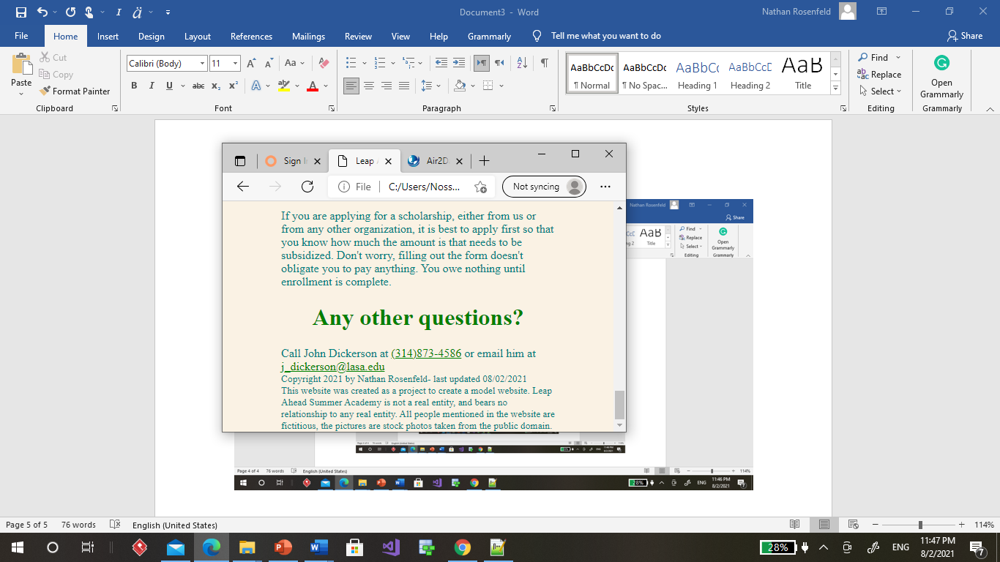 Document3 - Word
Nathan Rosenfeld
File Home Insert Design Layout References Mailings Review View Help Grammarly Tell me what you want to do Share
Paste
Cut
Copy
Format Painter
Clipboard
Calibri (Body) 11
Font
Paragraph
AaBbCcDc AaBbCcDc AaBbCc AaBbCcD AaB
¶ Normal ¶ No Spac... Heading 1 Heading 2 Title
Styles
Find
Replace
Select
Editing
Open
Grammarly
Grammarly
Sign I Leap Air2D
File C:/Users/Noss... Not syncing
If you are applying for a scholarship, either from us or
from any other organization, it is best to apply first so that
you know how much the amount is that needs to be
subsidized. Don't worry, filling out the form doesn't
obligate you to pay anything. You owe nothing until
enrollment is complete.
Any other questions?
Call John Dickerson at (314)873-4586 or email him at
j_dickerson@lasa.edu
Copyright 2021 by Nathan Rosenfeld- last updated 08/02/2021
This website was created as a project to create a model website. Leap
Ahead Summer Academy is not a real entity, and bears no
relationship to any real entity. All people mentioned in the website are
fictitious, the pictures are stock photos taken from the public domain.
Nathan Rosenfeld
Share
AaB
Title
Find
Replace
Select
Editing
Open
Grammarly
Grammarly
Page 4 of 4 76 words English (United States) 114%
28% ENG 11:46 PM
8/2/2021
Page 5 of 5 76 words English (United States) 114%
28% ENG 11:47 PM
8/2/2021 7